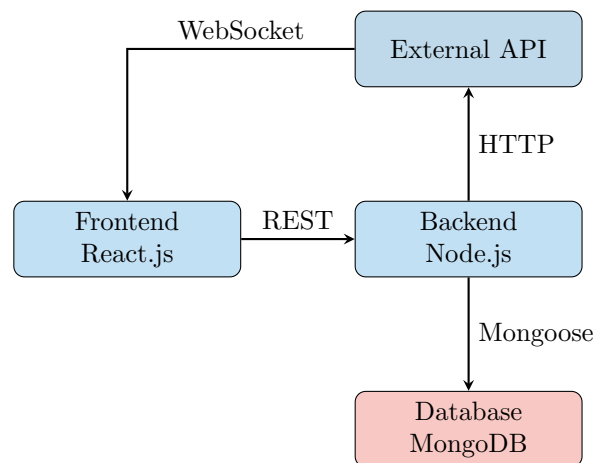 WebSocket
External API
HTTP
Frontend
React.js
REST
Backend
Node.js
Mongoose
Database
MongoDB